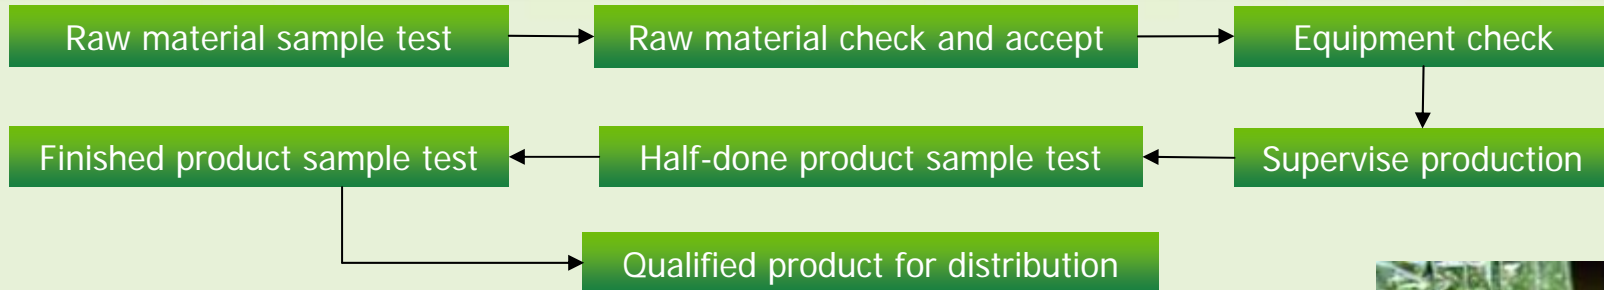 Raw material sample test
Raw material check and accept
Equipment check
Supervise production
Half-done product sample test
Finished product sample test
Qualified product for distribution